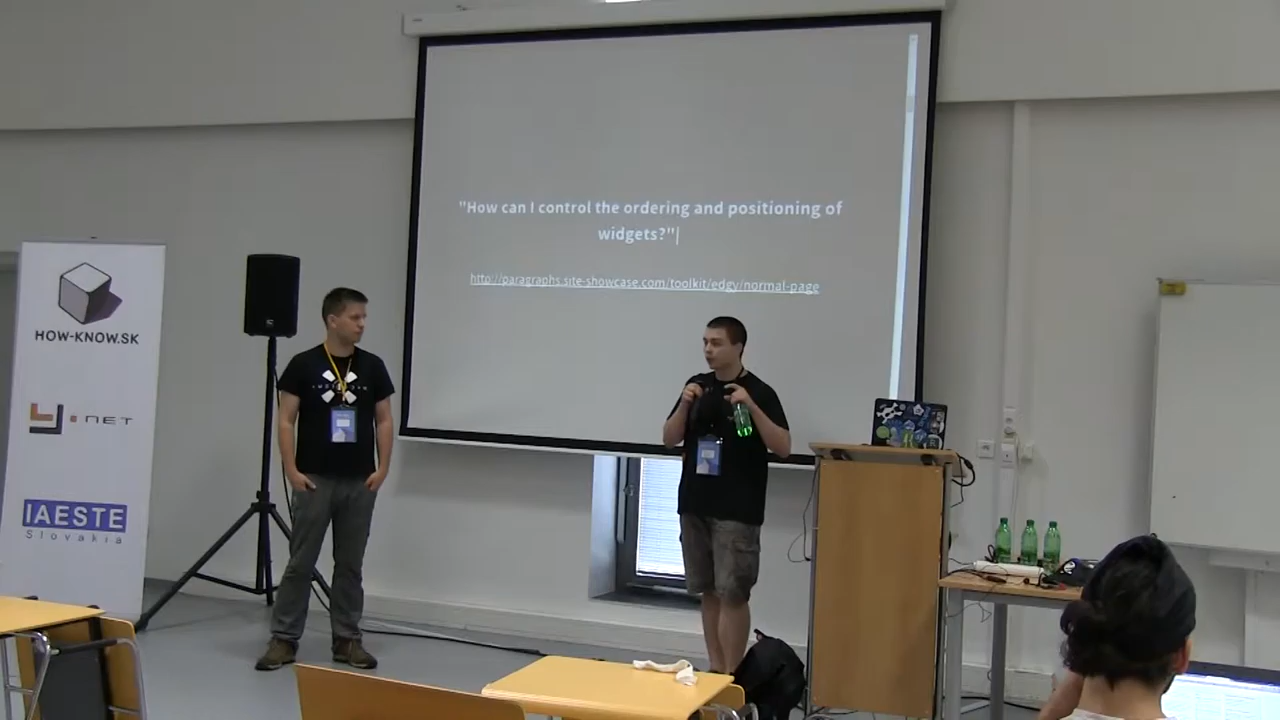 "How can I control the ordering and positioning of
widgets?"
http://paragraphs.site-showcase.com/toolkit/edgy/normal-page
HOW-KNOW.SK
.NET
IAESTE
Slovakia